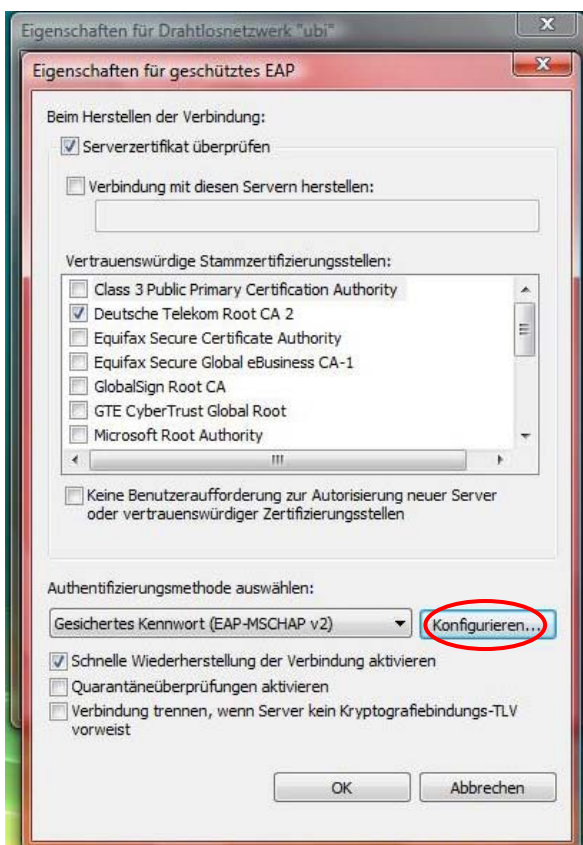 Eigenschaften für Drahtlosnetzwerk "ubi"
Eigenschaften für geschütztes EAP
Beim Herstellen der Verbindung:
Serverzertifikat überprüfen
Verbindung mit diesen Servern herstellen:
Vertrauenswürdige Stammzertifizierungsstellen:
Class 3 Public Primary Certification Authority
Deutsche Telekom Root CA 2
Equifax Secure Certificate Authority
Equifax Secure Global eBusiness CA-1
GlobalSign Root CA
GTE CyberTrust Global Root
Microsoft Root Authority
Keine Benutzeraufforderung zur Autorisierung neuer Server
oder vertrauenswürdiger Zertifizierungsstellen
Authentifizierungsmethode auswählen:
Gesichertes Kennwort (EAP-MSCHAP v2)
Konfigurieren...
Schnelle Wiederherstellung der Verbindung aktivieren
Quarantäneüberprüfungen aktivieren
Verbindung trennen, wenn Server kein Kryptografiebindungs-TLV
vorweist
OK
Abbrechen